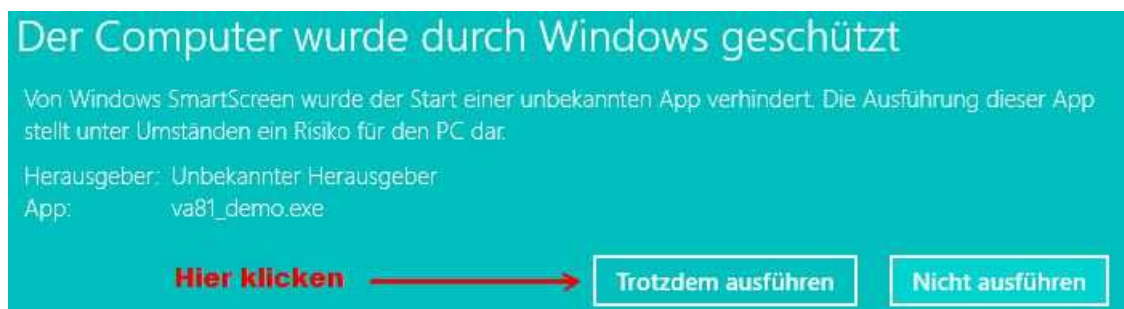 Der Computer wurde durch Windows geschützt
Von Windows SmartScreen wurde der Start einer unbekannten App verhindert. Die Ausführung dieser App
stellt unter Umständen ein Risiko für den PC dar.
Herausgeber: Unbekannter Herausgeber
App: va81_demo.exe
Hier klicken Trotzdem ausführen Nicht ausführen